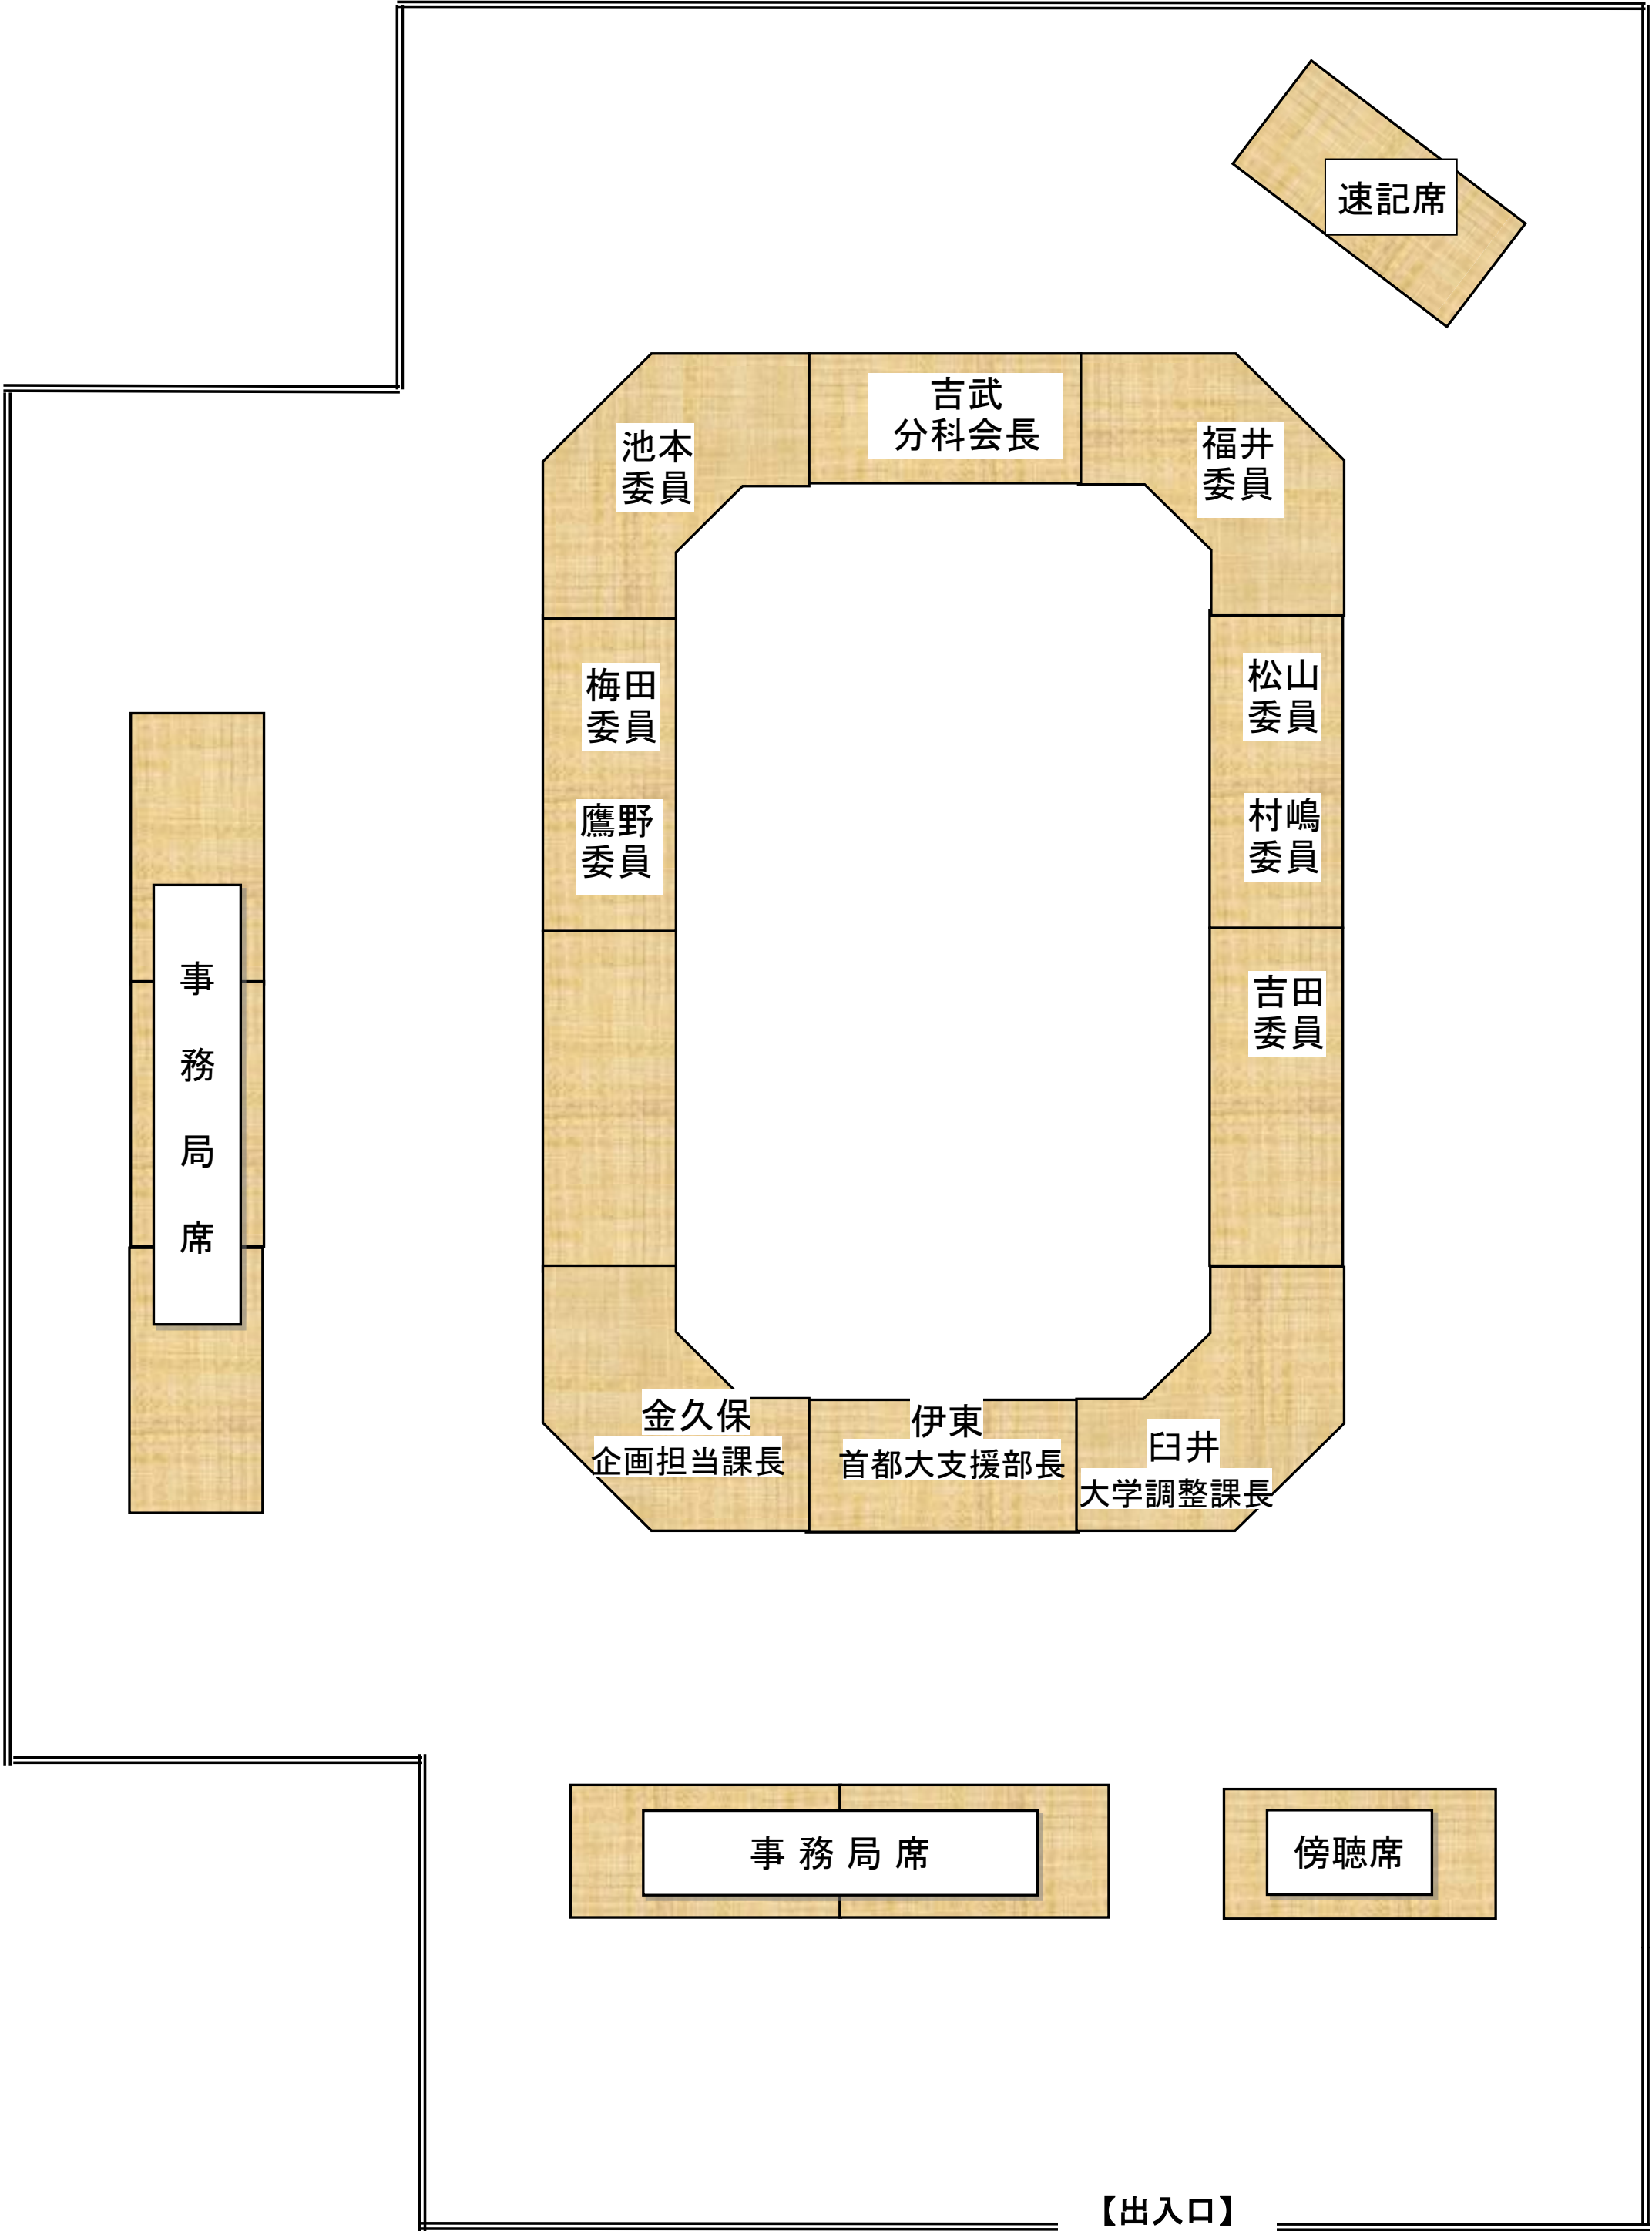 速記席
吉武
分科会長
池本
委員
福井
委員
梅田
委員
松山
委員
鷹野
委員
村嶋
委員
事
務
局
席
吉田
委員
金久保
企画担当課長
伊東
首都大支援部長
臼井
大学調整課長
事務局席
傍聴席
【出入口】